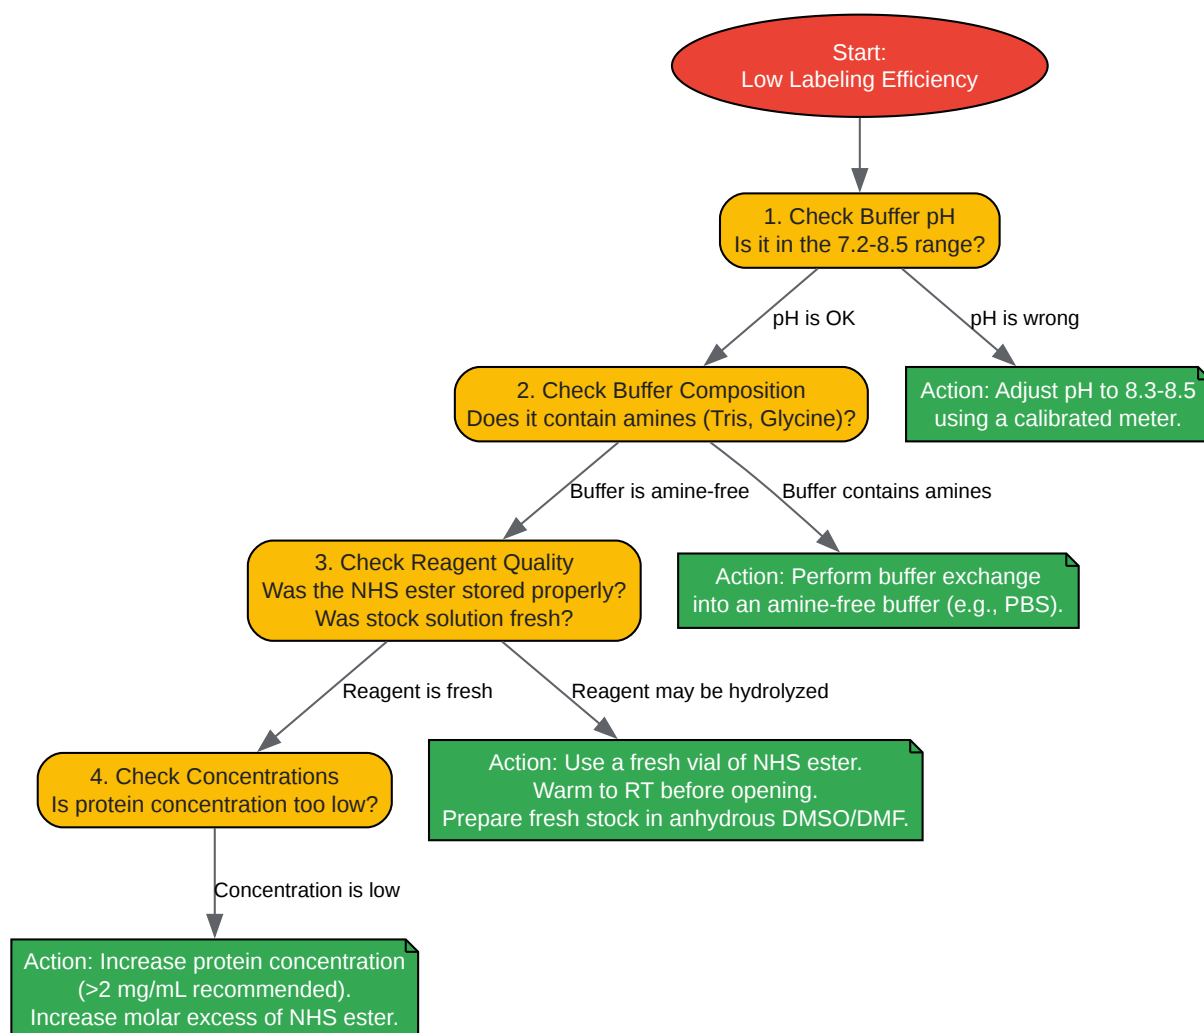 Start:
Low Labeling Efficiency
1. Check Buffer pH
Is it in the 7.2-8.5 range?
pH is OK
pH is wrong
2. Check Buffer Composition
Does it contain amines (Tris, Glycine)?
Action: Adjust pH to 8.3-8.5
using a calibrated meter.
Buffer is amine-free
Buffer contains amines
3. Check Reagent Quality
Was the NHS ester stored properly?
Was stock solution fresh?
Action: Perform buffer exchange
into an amine-free buffer (e.g., PBS).
Reagent is fresh
Reagent may be hydrolyzed
4. Check Concentrations
Is protein concentration too low?
Action: Use a fresh vial of NHS ester.
Warm to RT before opening.
Prepare fresh stock in anhydrous DMSO/DMF.
Concentration is low
Action: Increase protein concentration
(>2 mg/mL recommended).
Increase molar excess of NHS ester.